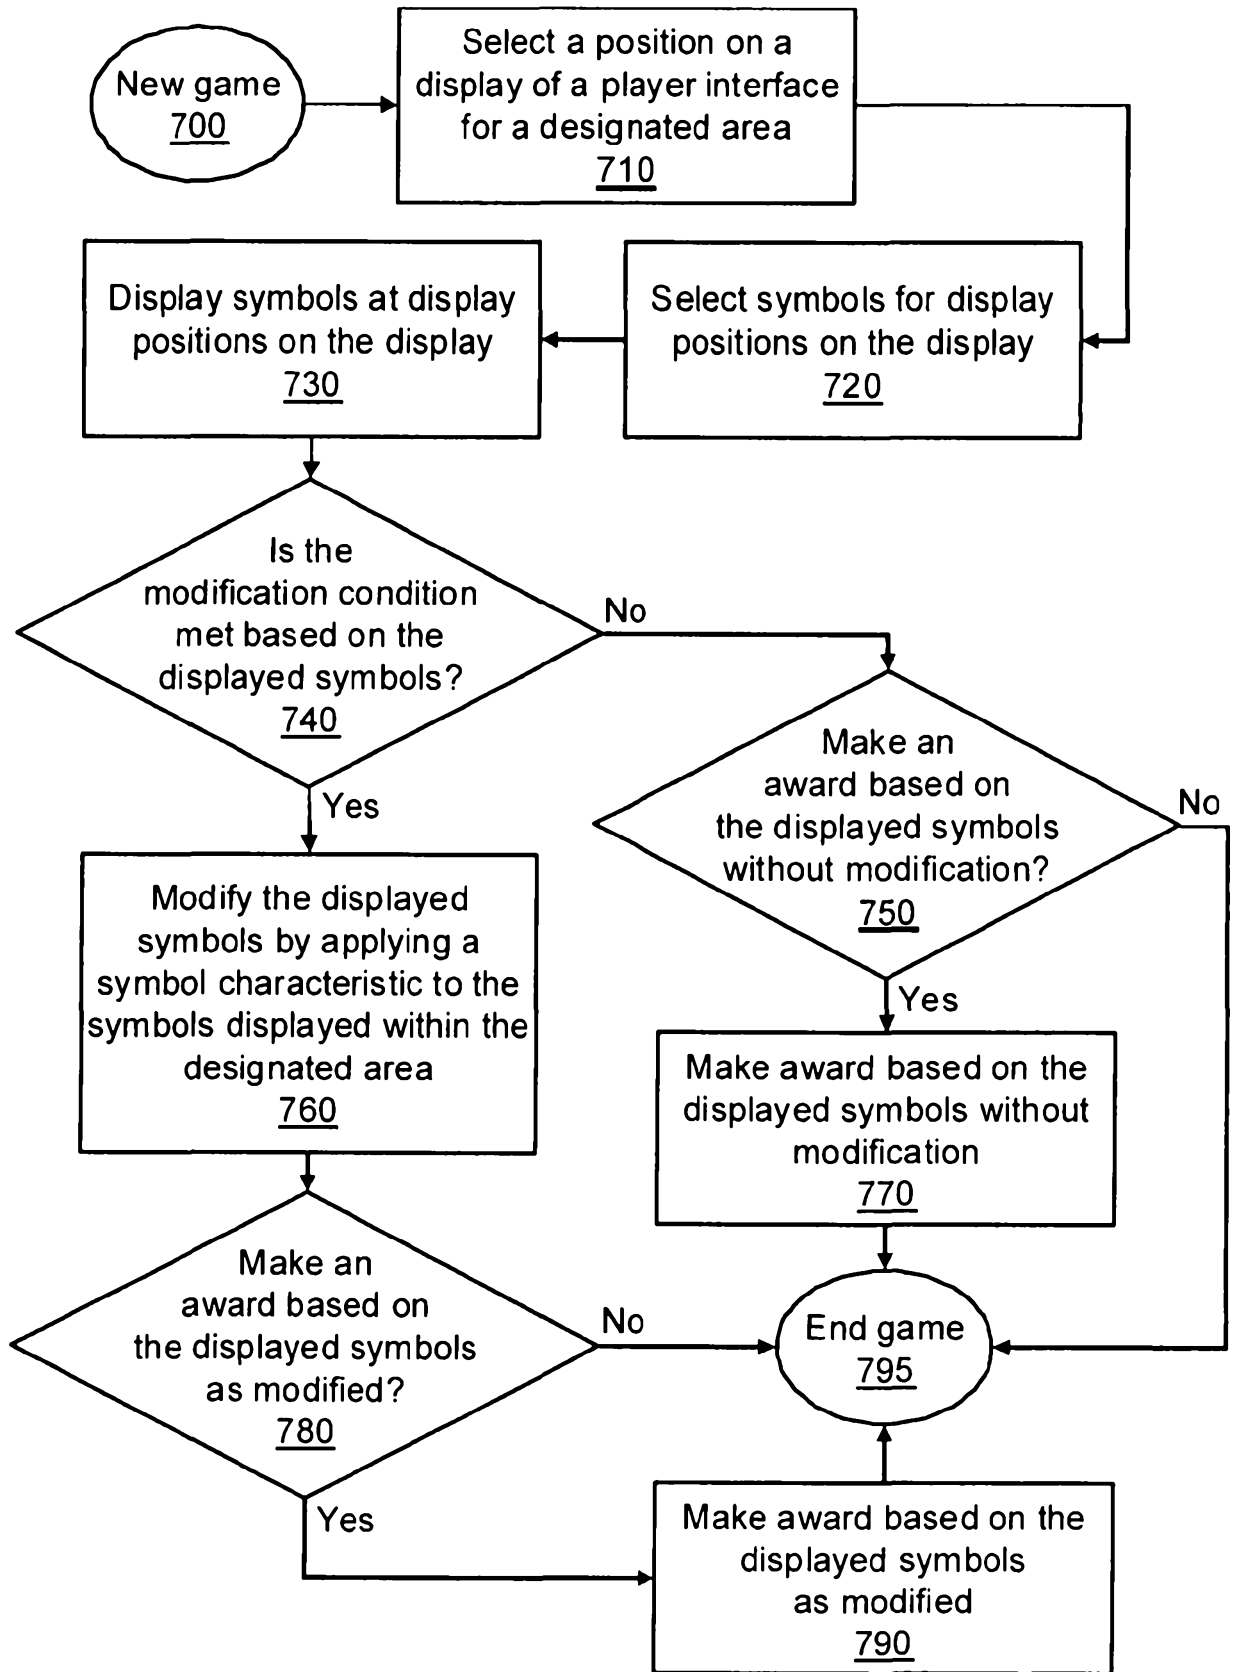 New game
700
Select a position on a
display of a player interface
for a designated area
710
Display symbols at display
positions on the display
730
Select symbols for display
positions on the display
720
Is the
modification condition
met based on the
displayed symbols?
740
No
Yes
Make an
award based on
the displayed symbols
without modification?
750
No
Yes
Modify the displayed
symbols by applying a
symbol characteristic to the
symbols displayed within the
designated area
760
Make award based on the
displayed symbols without
modification
770
Make an
award based on
the displayed symbols
as modified?
780
No
Yes
End game
795
Make award based on the
displayed symbols
as modified
790